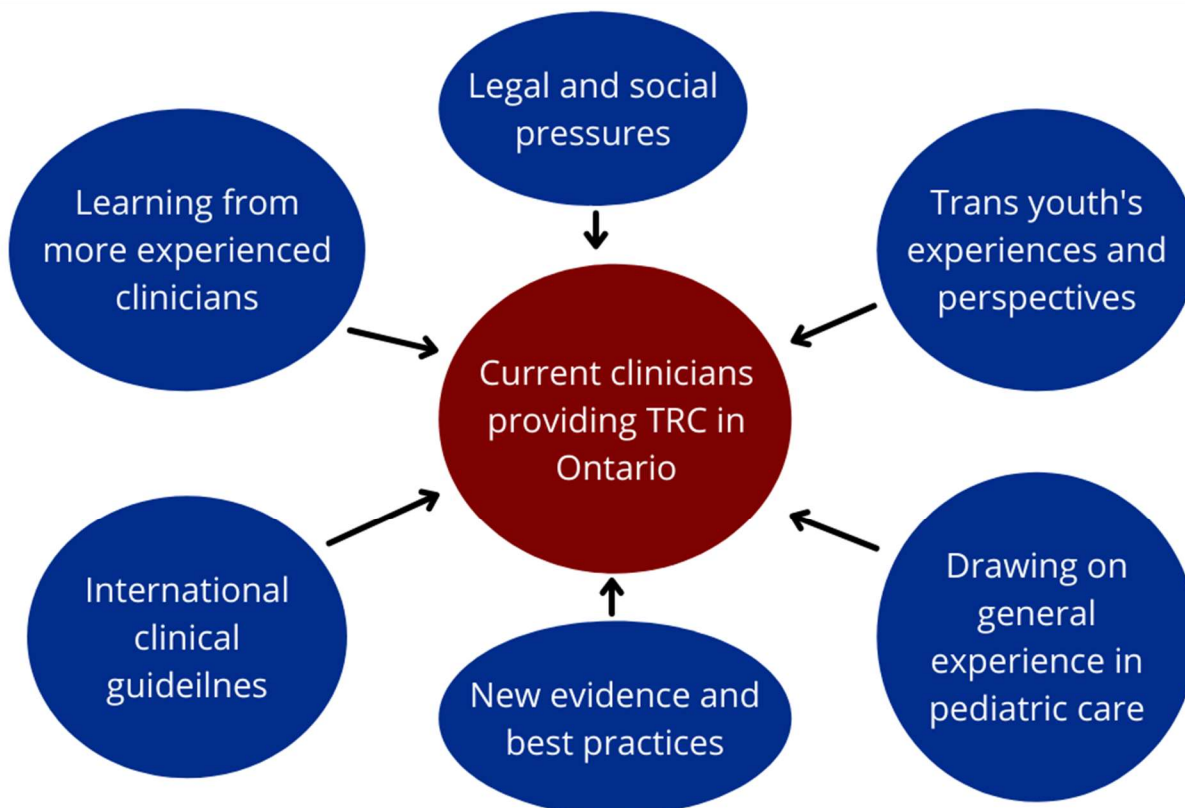 Legal and social
pressures
Learning from
more experienced
clinicians
Trans youth's
experiences and
perspectives
Current clinicians
providing TRC in
Ontario
International
clinical
guideilnes
New evidence and
best practices
Drawing on
general
experience in
pediatric care